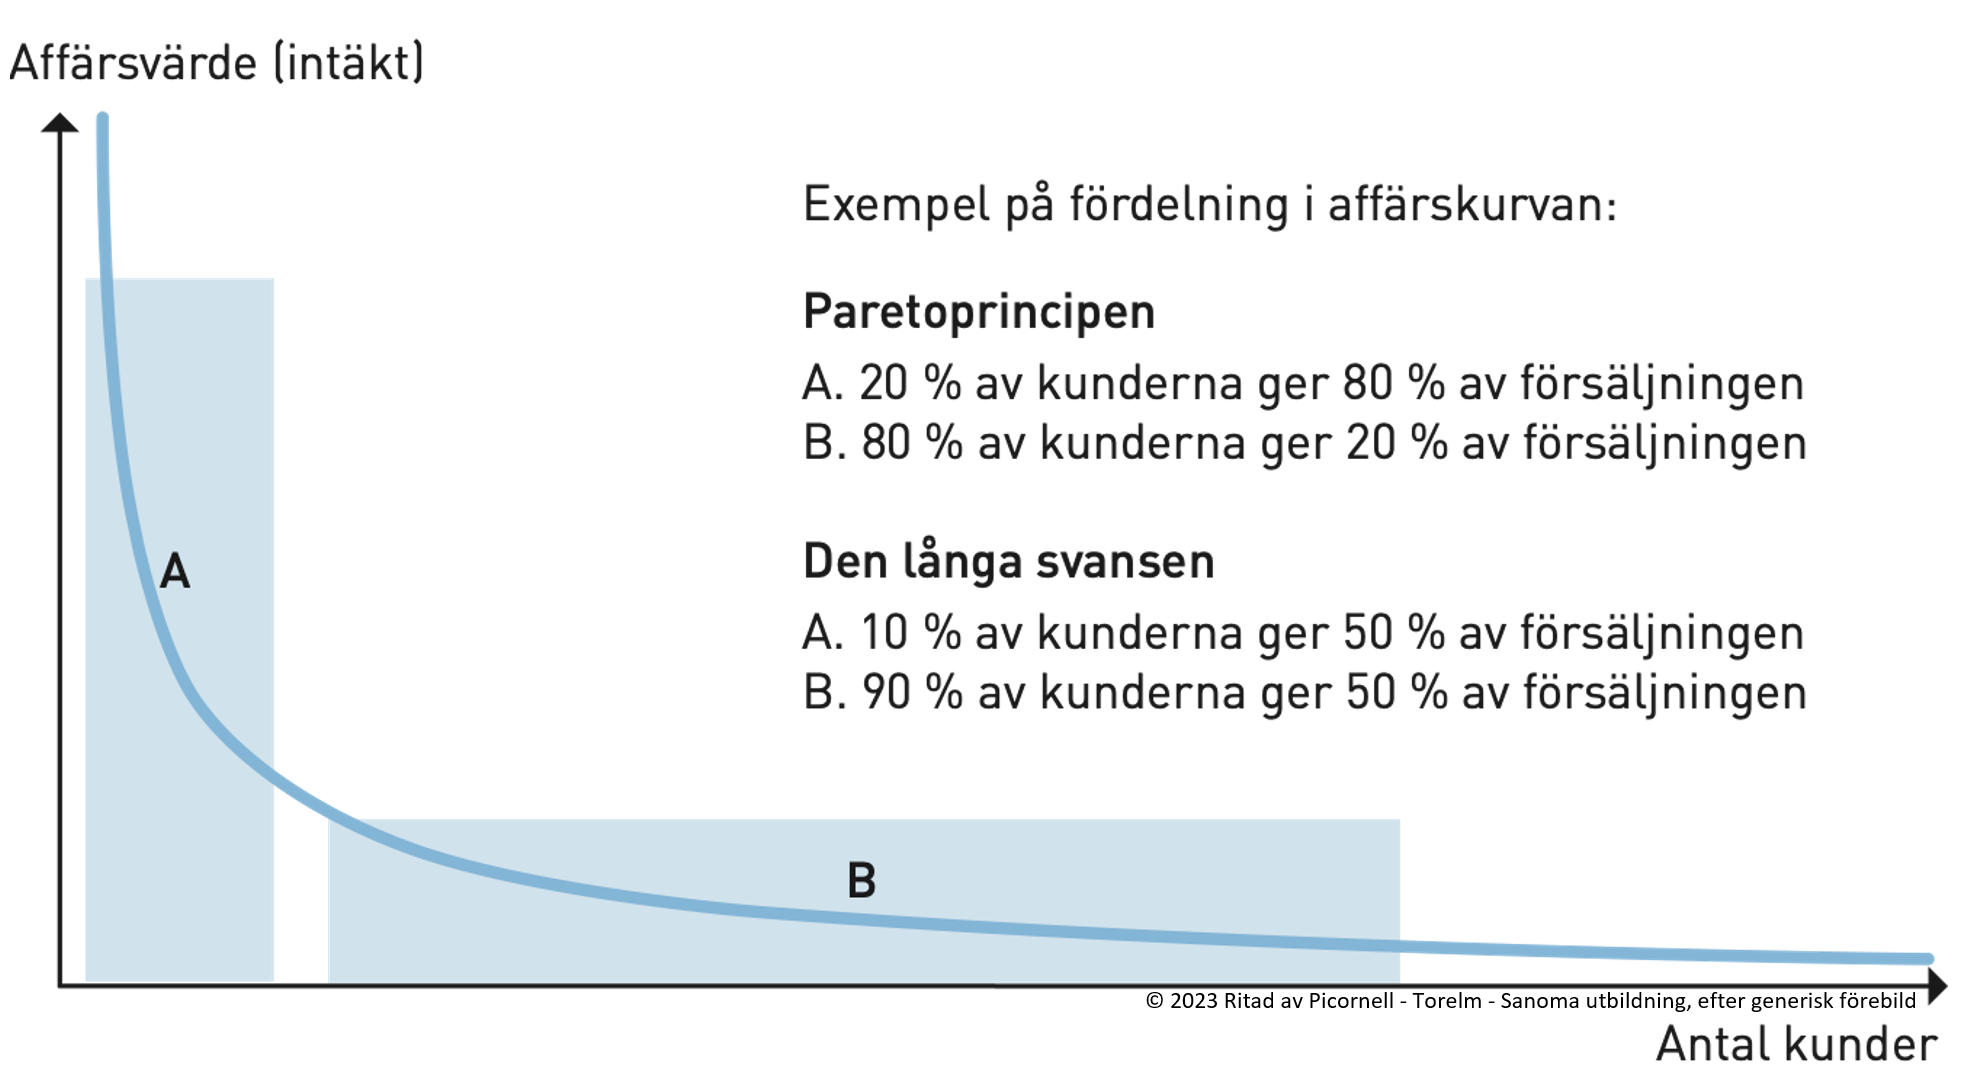 Affärsvärde (intäkt)
Exempel på fördelning i affärskurvan:
Paretoprincipen
A. 20 % av kunderna ger 80 % av försäljningen
B. 80 % av kunderna ger 20 % av försäljningen
Den långa svansen
A. 10 % av kunderna ger 50 % av försäljningen
B. 90 % av kunderna ger 50 % av försäljningen
A
B
© 2023 Ritad av Picornell - Torelm - Sanoma utbildning, efter generisk förebild
Antal kunder